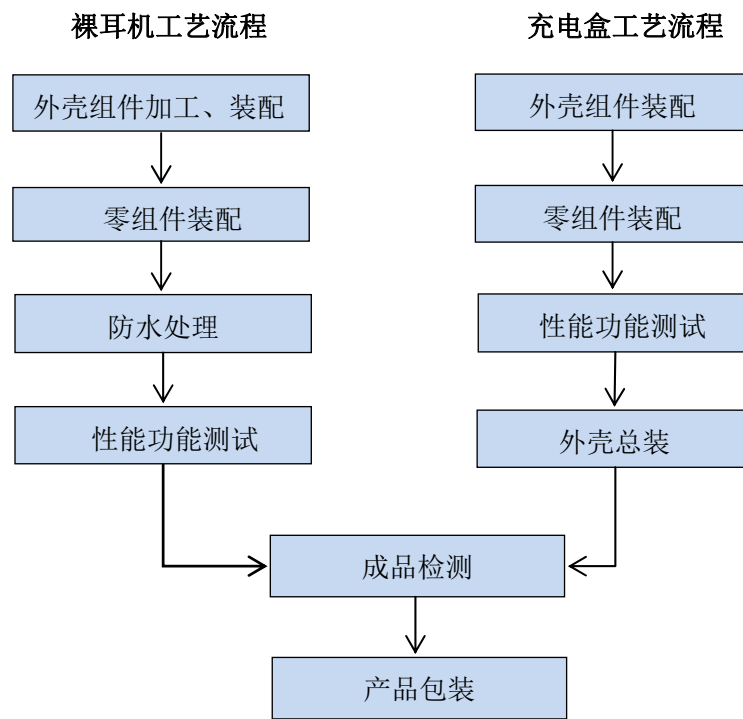 裸耳机工艺流程
外壳组件加工、装配
零组件装配
防水处理
性能功能测试
充电盒工艺流程
外壳组件装配
零组件装配
性能功能测试
外壳总装
成品检测
产品包装